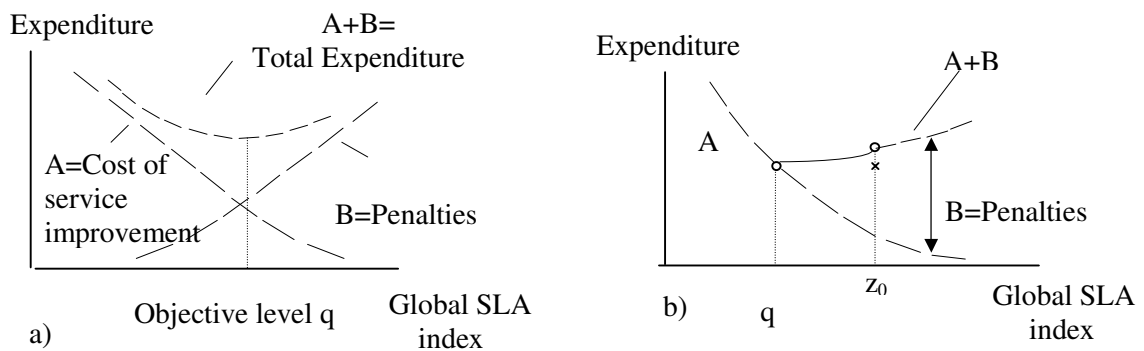 Expenditure
A+B=
Total Expenditure
A=Cost of
service
improvement
B=Penalties
Objective level q
Global SLA
index
a)
Expenditure
A+B
A
B=Penalties
z₀
q
Global SLA
index
b)